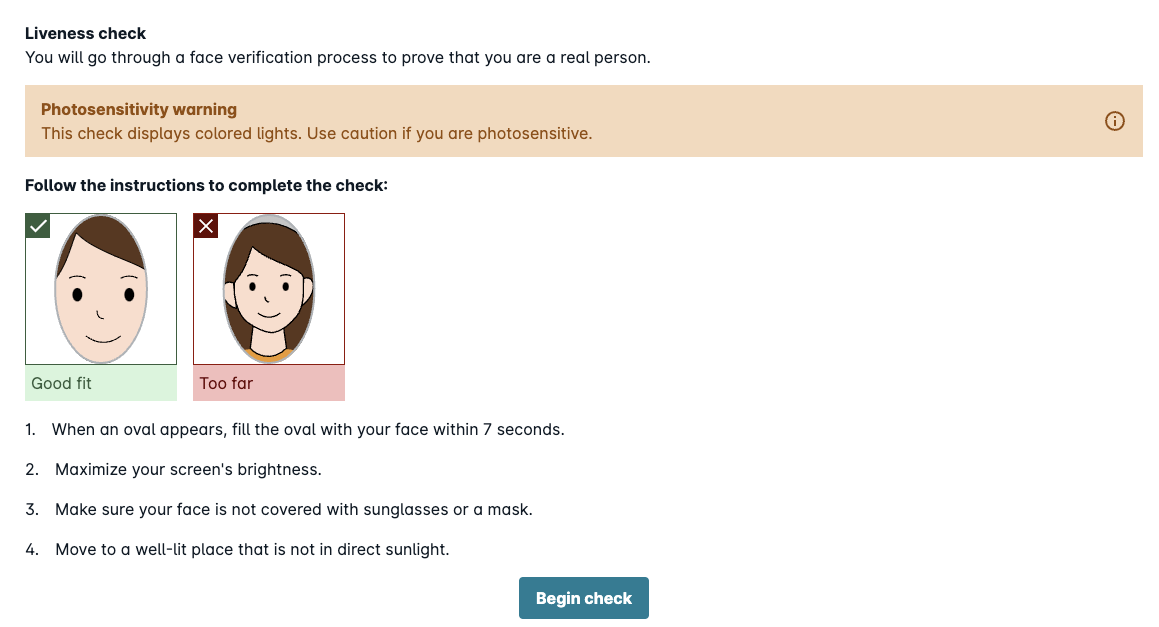 Liveness check
You will go through a face verification process to prove that you are a real person.
Photosensitivity warning
This check displays colored lights. Use caution if you are photosensitive.
Follow the instructions to complete the check:
Good fit
Too far
1. When an oval appears, fill the oval with your face within 7 seconds.
2. Maximize your screen's brightness.
3. Make sure your face is not covered with sunglasses or a mask.
4. Move to a well-lit place that is not in direct sunlight.
Begin check